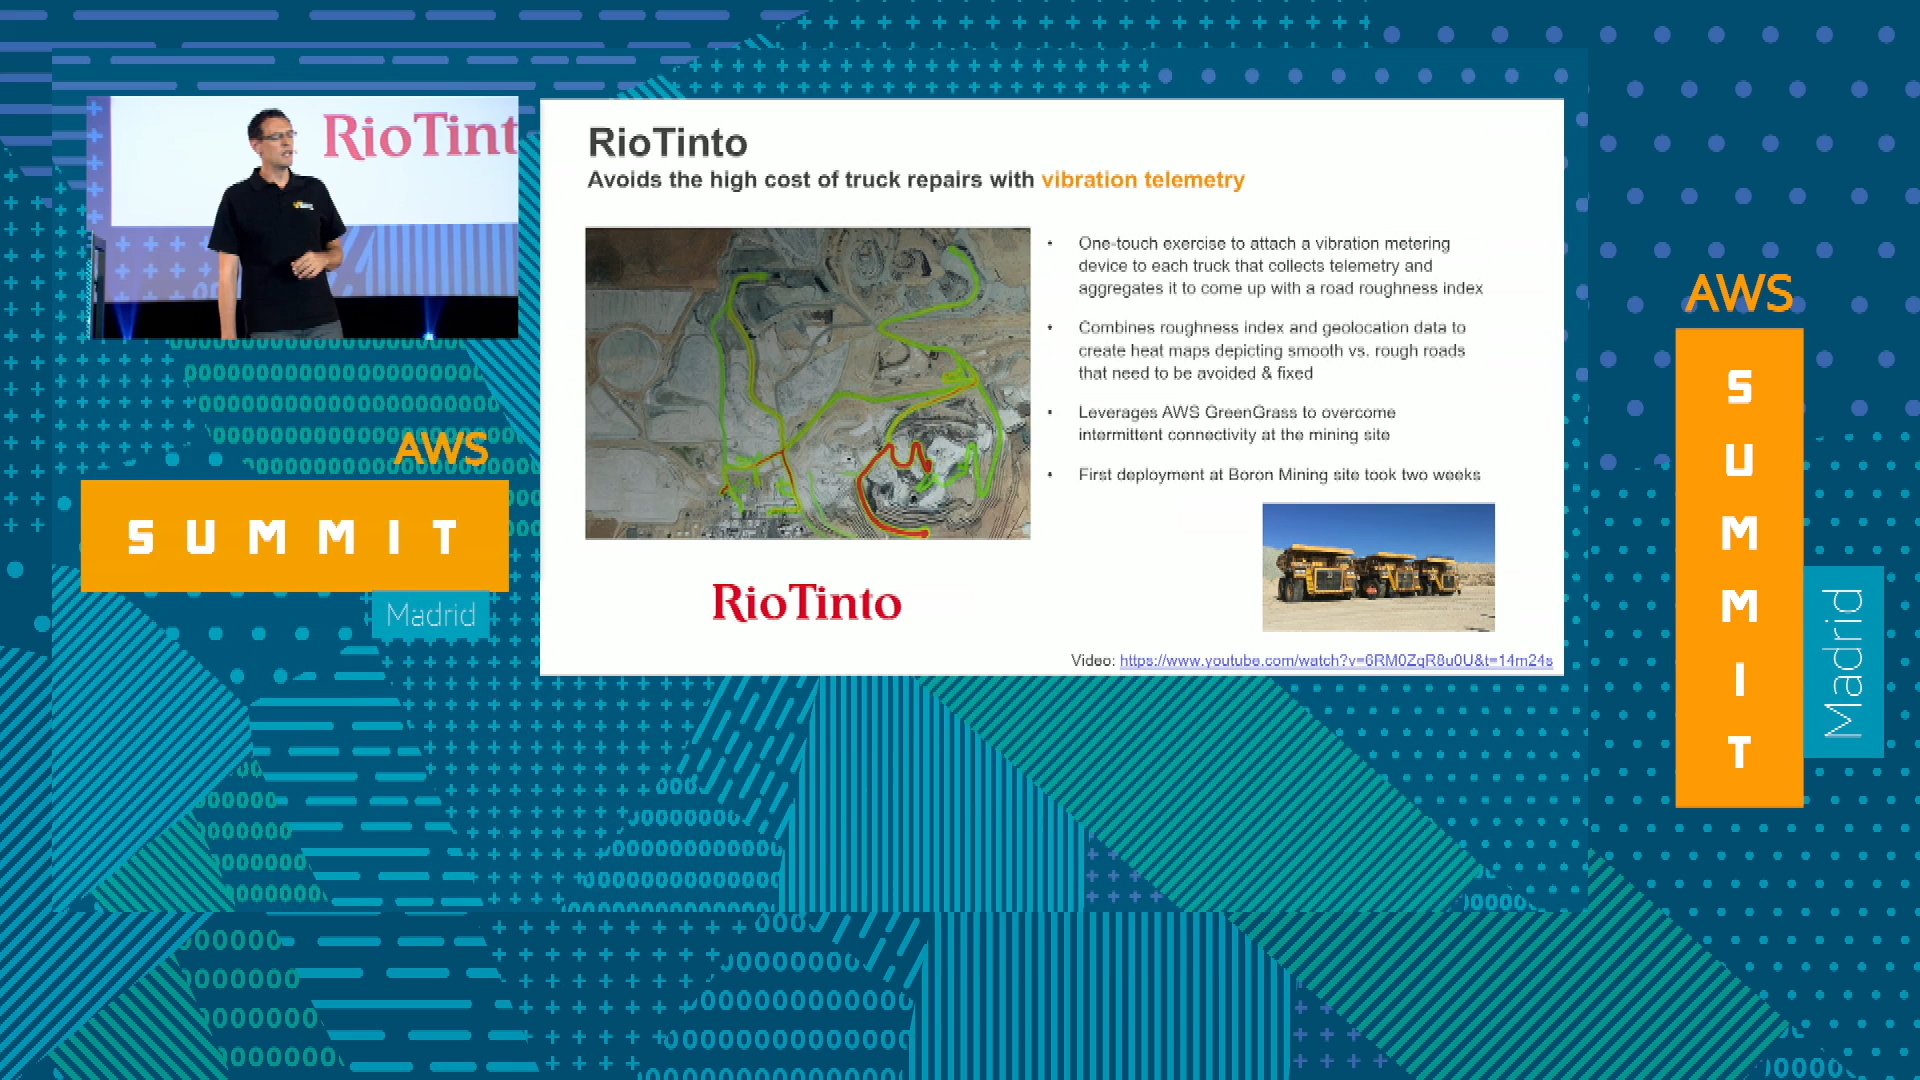 RioTint
AWS
SUMMIT
Madrid
RioTinto
Avoids the high cost of truck repairs with vibration telemetry
• One-touch exercise to attach a vibration metering
device to each truck that collects telemetry and
aggregates it to come up with a road roughness index
• Combines roughness index and geolocation data to
create heat maps depicting smooth vs. rough roads
that need to be avoided & fixed
• Leverages AWS GreenGrass to overcome
intermittent connectivity at the mining site
• First deployment at Boron Mining site took two weeks
RioTinto
Video: https://www.youtube.com/watch?v=6RM0ZgR8u0U&t=14m24s
AWS
SUMMIT
Madrid